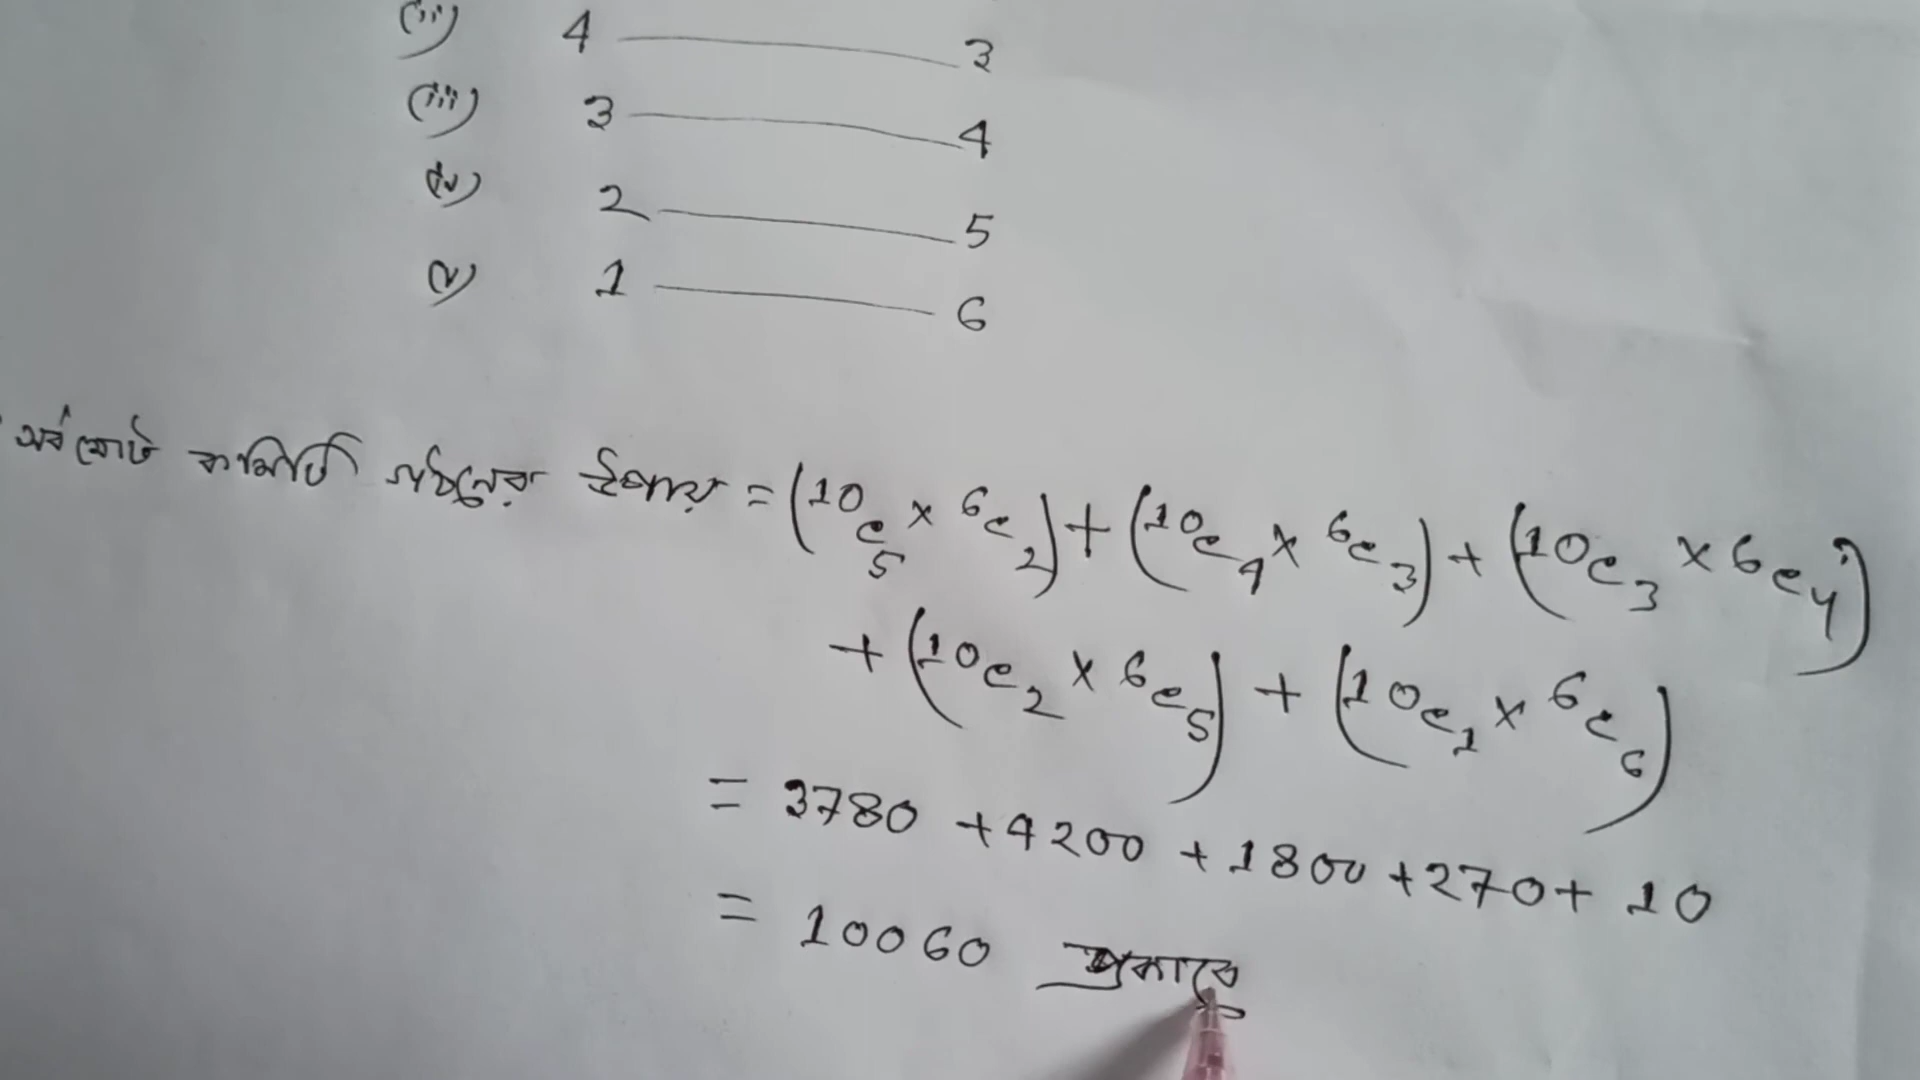 (ii) 4 — 3
(iii) 3 — 4
(iv) 2 — 5
(v) 1 — 6
সর্বমোট কমিটি গঠনের উপায় = (¹⁰c₅ × ⁶c₂) + (¹⁰c₄ × ⁶c₃) + (¹⁰c₃ × ⁶c₄)
+ (¹⁰c₂ × ⁶c₅) + (¹⁰c₁ × ⁶c₆)
= 3780 + 4200 + 1800 + 270 + 10
= 10060 প্রকারে